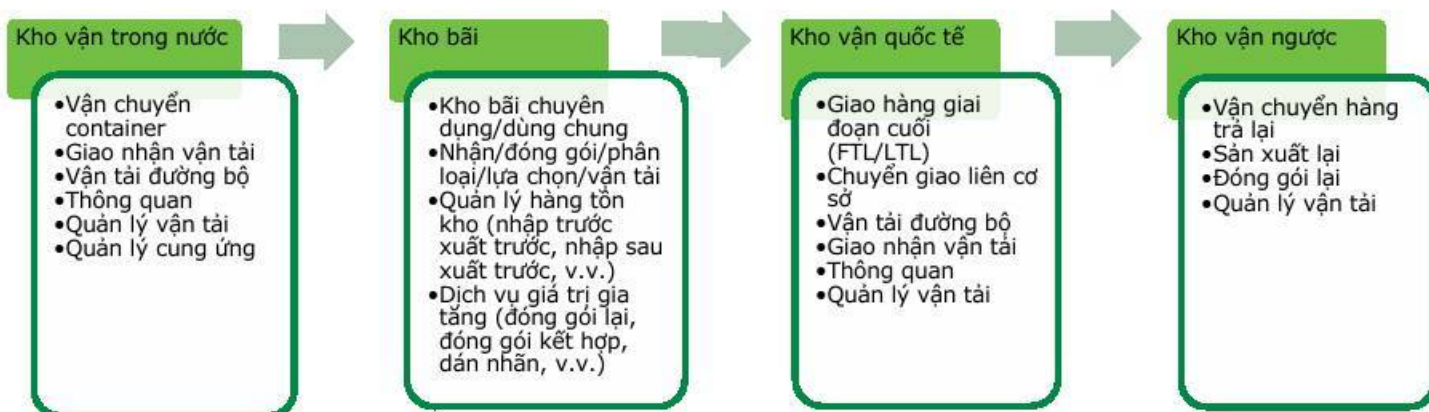 Kho vận trong nước
•Vận chuyển
container
•Giao nhận vận tải
•Vận tải đường bộ
•Thông quan
•Quản lý vận tải
•Quản lý cung ứng
Kho bãi
•Kho bãi chuyên
dụng/dùng chung
•Nhận/đóng gói/phân
loại/lựa chọn/vận tải
•Quản lý hàng tồn
kho (nhập trước
xuất trước, nhập sau
xuất trước, v.v.)
•Dịch vụ giá trị gia
tăng (đóng gói lại,
đóng gói kết hợp,
dán nhãn, v.v.)
Kho vận quốc tế
•Giao hàng giai
đoạn cuối
(FTL/LTL)
•Chuyển giao liên cơ
sở
•Vận tải đường bộ
•Giao nhận vận tải
•Thông quan
•Quản lý vận tải
Kho vận ngược
•Vận chuyển hàng
trả lại
•Sản xuất lại
•Đóng gói lại
•Quản lý vận tải